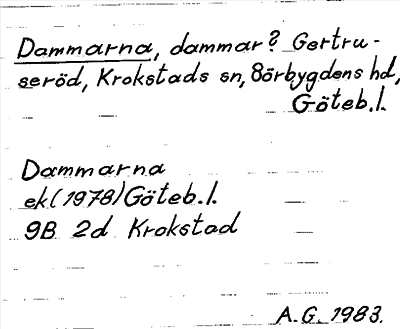 Dammarna, dammar? Gertru-
seröd, Krokstads sn, Sörbygdens hd,
Göteb.l.
Dammarna
ek (1978) Göteb.l.
9B 2d Krokstad
A.G. 1983.